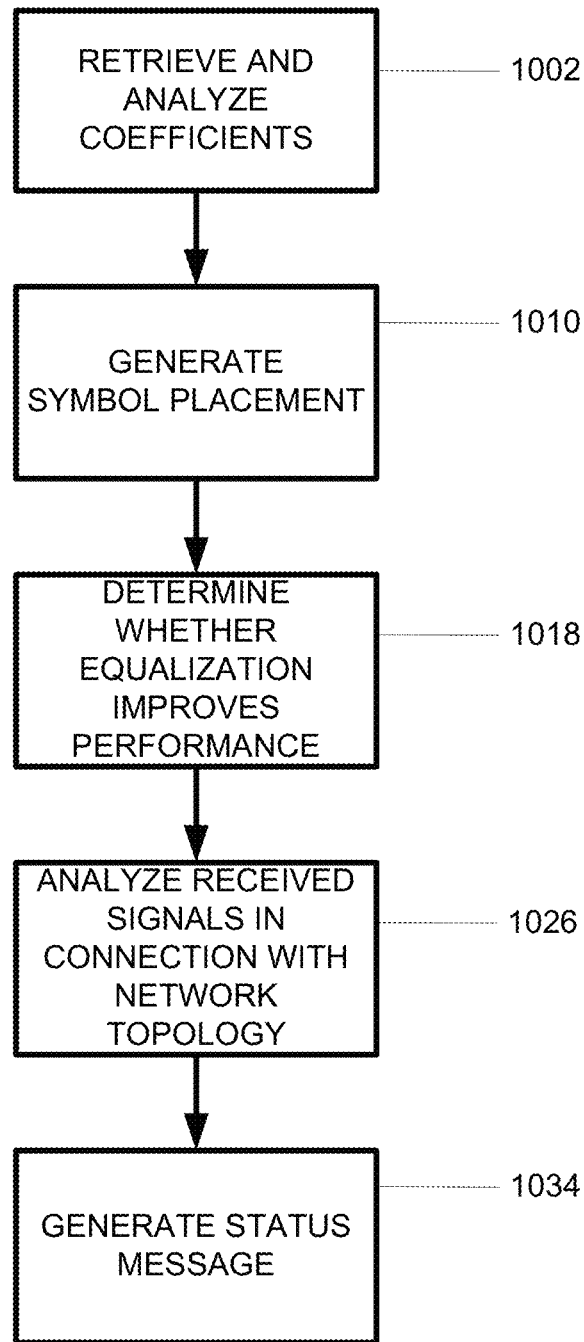 RETRIEVE AND
ANALYZE
COEFFICIENTS
1002
GENERATE
SYMBOL PLACEMENT
1010
DETERMINE
WHETHER
EQUALIZATION
IMPROVES
PERFORMANCE
1018
ANALYZE RECEIVED
SIGNALS IN
CONNECTION WITH
NETWORK
TOPOLOGY
1026
GENERATE STATUS
MESSAGE
1034